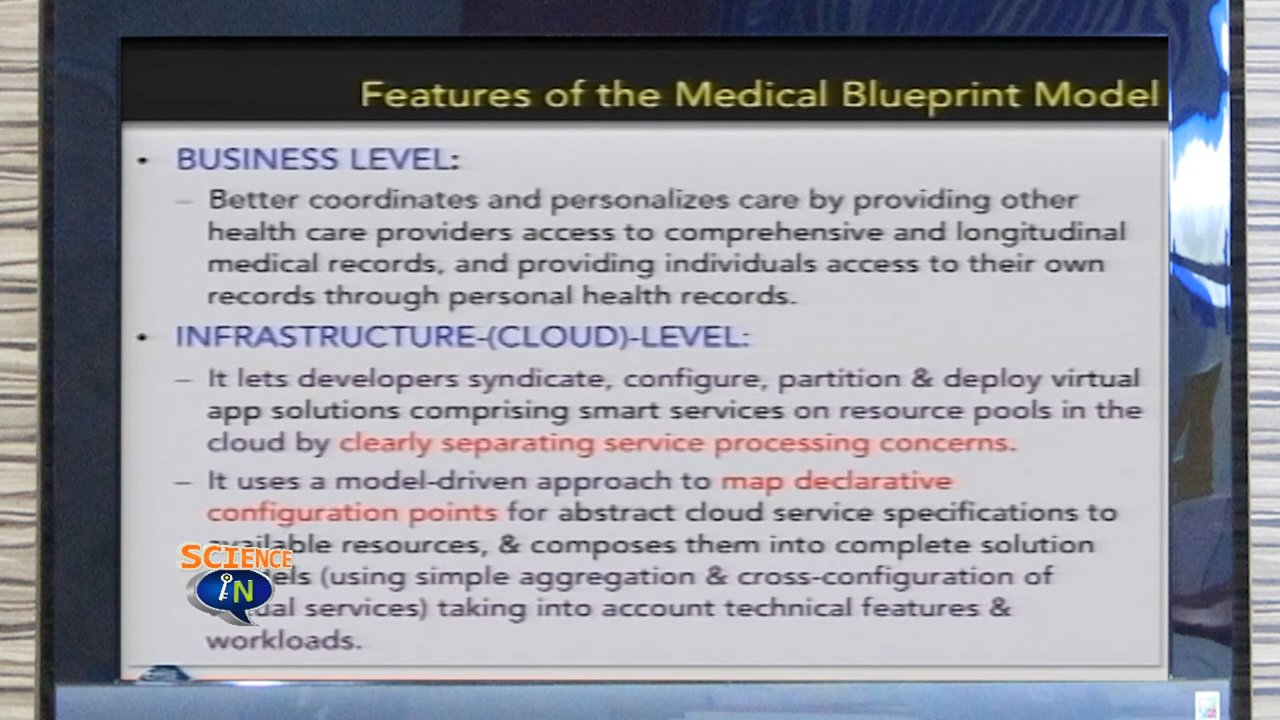 Features of the Medical Blueprint Model
• BUSINESS LEVEL:
– Better coordinates and personalizes care by providing other
health care providers access to comprehensive and longitudinal
medical records, and providing individuals access to their own
records through personal health records.
• INFRASTRUCTURE-(CLOUD)-LEVEL:
– It lets developers syndicate, configure, partition & deploy virtual
app solutions comprising smart services on resource pools in the
cloud by clearly separating service processing concerns.
– It uses a model-driven approach to map declarative
configuration points for abstract cloud service specifications to
resources, & composes them into complete solution
(using simple aggregation & cross-configuration of
services) taking into account technical features &
workloads.
SCIENCE
iN